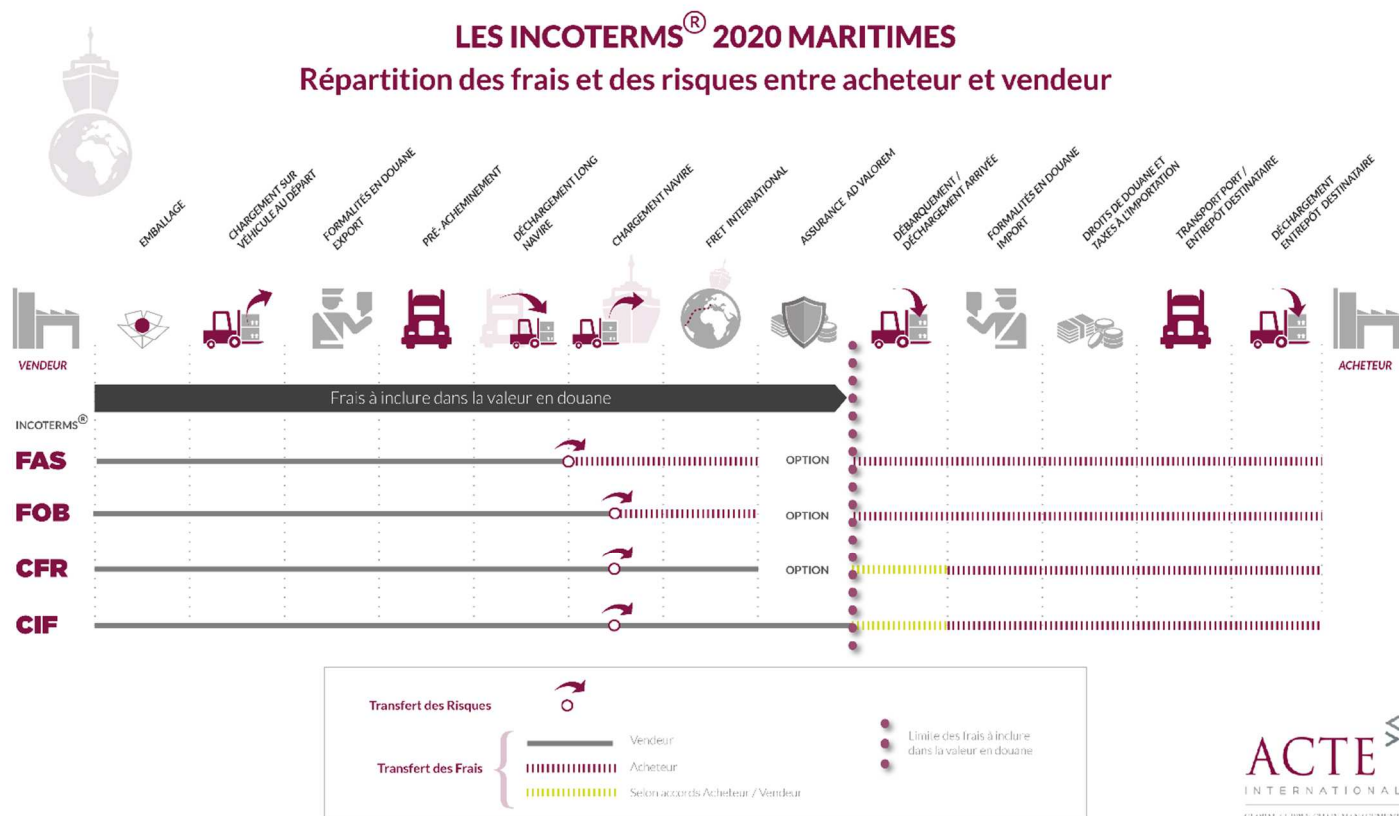 LES INCOTERMS® 2020 MARITIMES
Répartition des frais et des risques entre acheteur et vendeur
EMBALLAGE
CHARGEMENT SUR
VÉHICULE AU DÉPART
FORMALITÉS EN DOUANE
EXPORT
PRÉ- ACHEMINEMENT
DÉCHARGEMENT LONG
NAVIRE
CHARGEMENT NAVIRE
FRET INTERNATIONAL
ASSURANCE AD VALOREM
DÉBARQUEMENT /
DÉCHARGEMENT ARRIVÉE
FORMALITÉS EN DOUANE
IMPORT
DROITS DE DOUANE ET
TAXES À L'IMPORTATION
TRANSPORT PORT /
ENTREPÔT DESTINATAIRE
DÉCHARGEMENT
ENTREPÔT DESTINATAIRE
VENDEUR
ACHETEUR
Frais à inclure dans la valeur en douane
INCOTERMS®
FAS
OPTION
FOB
OPTION
CFR
OPTION
CIF
Transfert des Risques
Transfert des Frais
Vendeur
Acheteur
Selon accords Acheteur / Vendeur
Limite des frais à inclure
dans la valeur en douane
ACTE
INTERNATIONAL